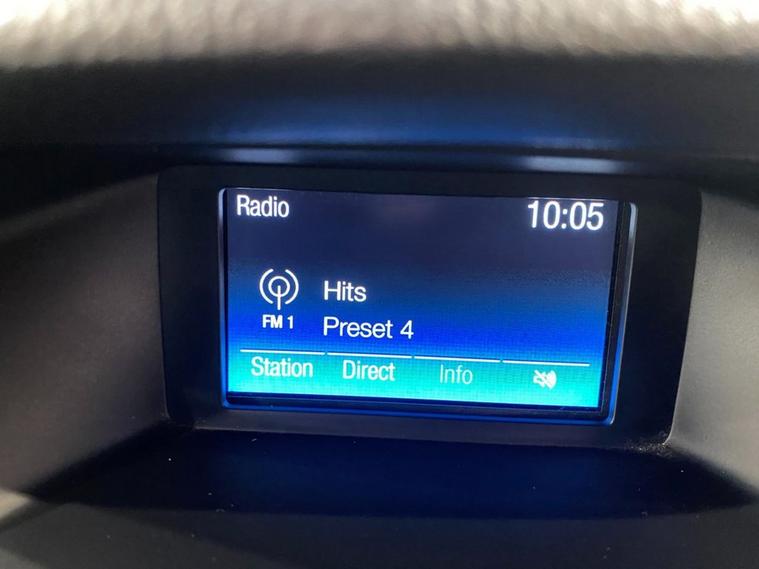 Radio 10:05
Hits
FM 1 Preset 4
Station Direct Info